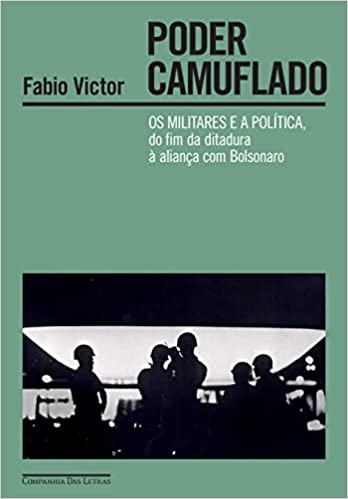 PODER
CAMUFLADO
Fabio Victor
OS MILITARES E A POLÍTICA,
do fim da ditadura
à aliança com Bolsonaro
COMPANHIA DAS LETRAS